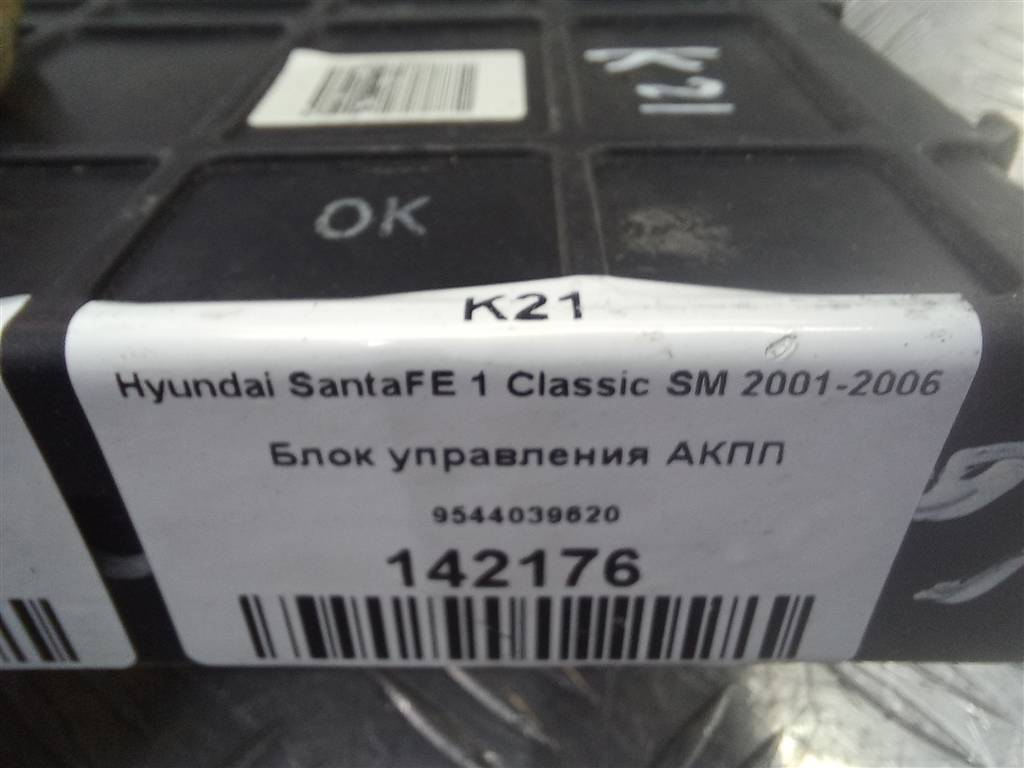 K21
OK
K21
Hyundai SantaFE 1 Classic SM 2001-2006
Блок управления АКПП
9544039620
142176